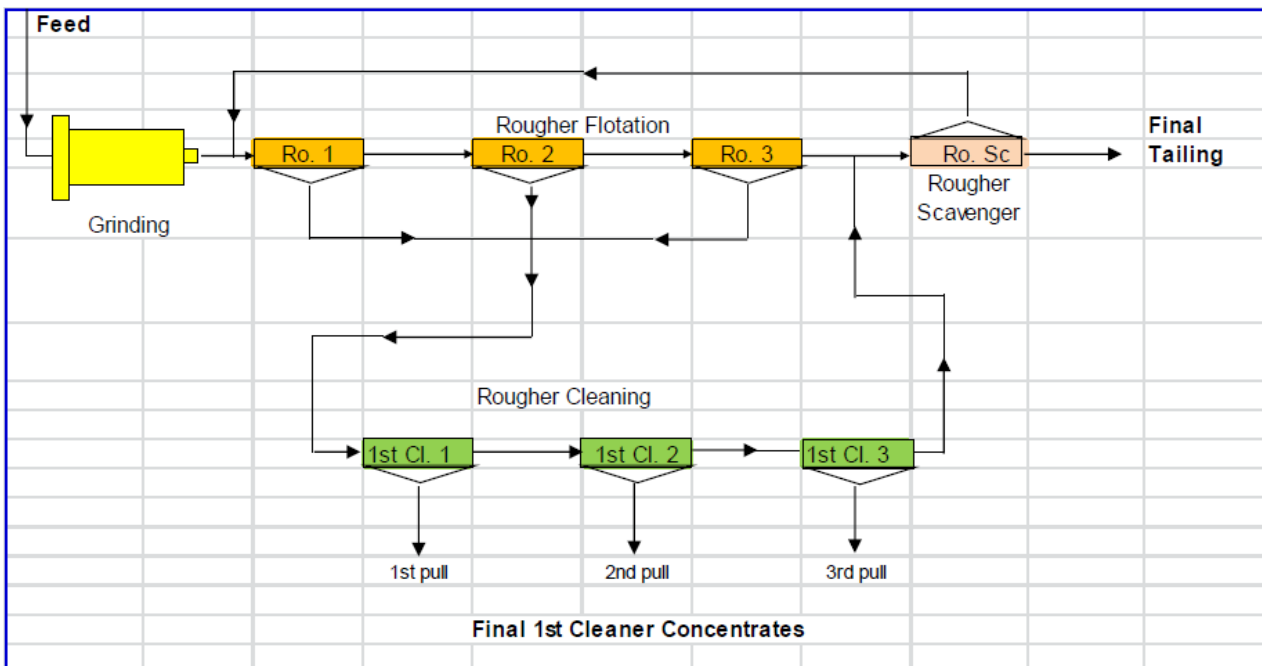 Feed
Rougher Flotation
Final
Tailing
Ro. 1
Ro. 2
Ro. 3
Ro. Sc
Rougher
Scavenger
Grinding
Rougher Cleaning
1st Cl. 1
1st Cl. 2
1st Cl. 3
1st pull
2nd pull
3rd pull
Final 1st Cleaner Concentrates